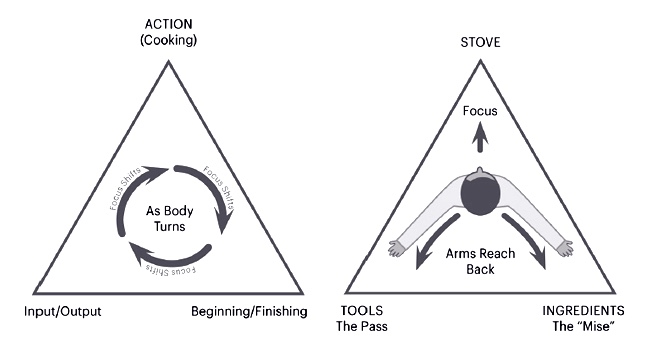 ACTION
(Cooking)
Focus Shifts
Focus Shifts
As Body
Turns
Focus Shifts
Input/Output
Beginning/Finishing
STOVE
Focus
Arms Reach
Back
TOOLS
The Pass
INGREDIENTS
The “Mise”